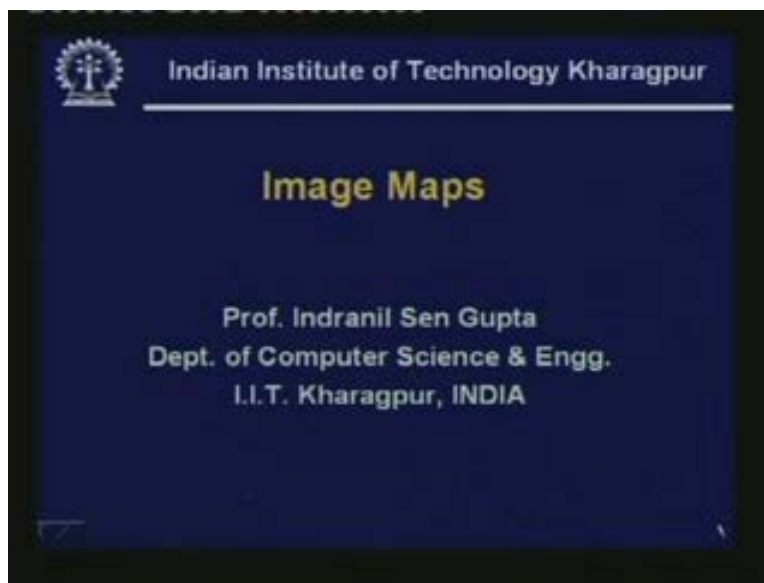 Indian Institute of Technology Kharagpur
Image Maps
Prof. Indranil Sen Gupta
Dept. of Computer Science & Engg.
I.I.T. Kharagpur, INDIA